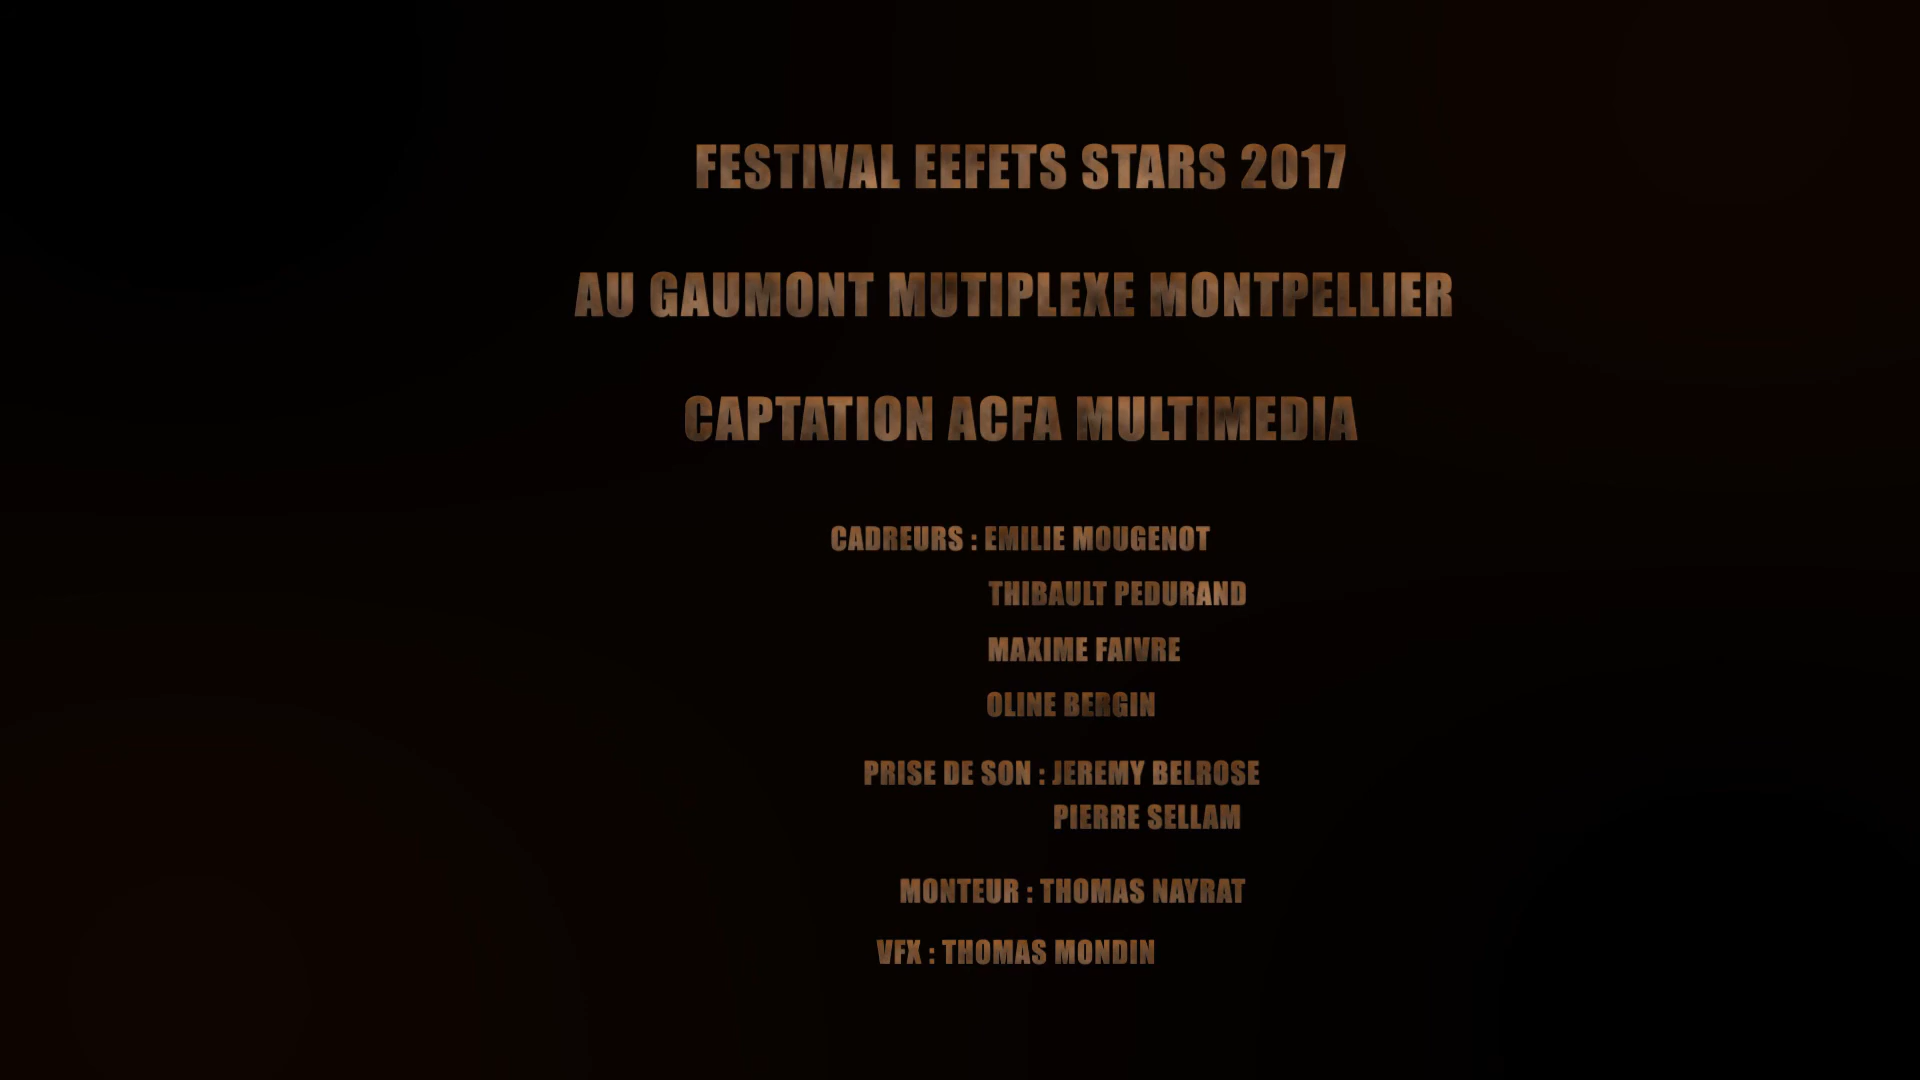 FESTIVAL EEFETS STARS 2017
AU GAUMONT MUTIPLEXE MONTPELLIER
CAPTATION ACFA MULTIMEDIA
CADREURS : EMILIE MOUGENOT
THIBAULT PEDURAND
MAXIME FAIVRE
OLINE BERGIN
PRISE DE SON : JEREMY BELROSE
PIERRE SELLAM
MONTEUR : THOMAS NAYRAT
VFX : THOMAS MONDIN